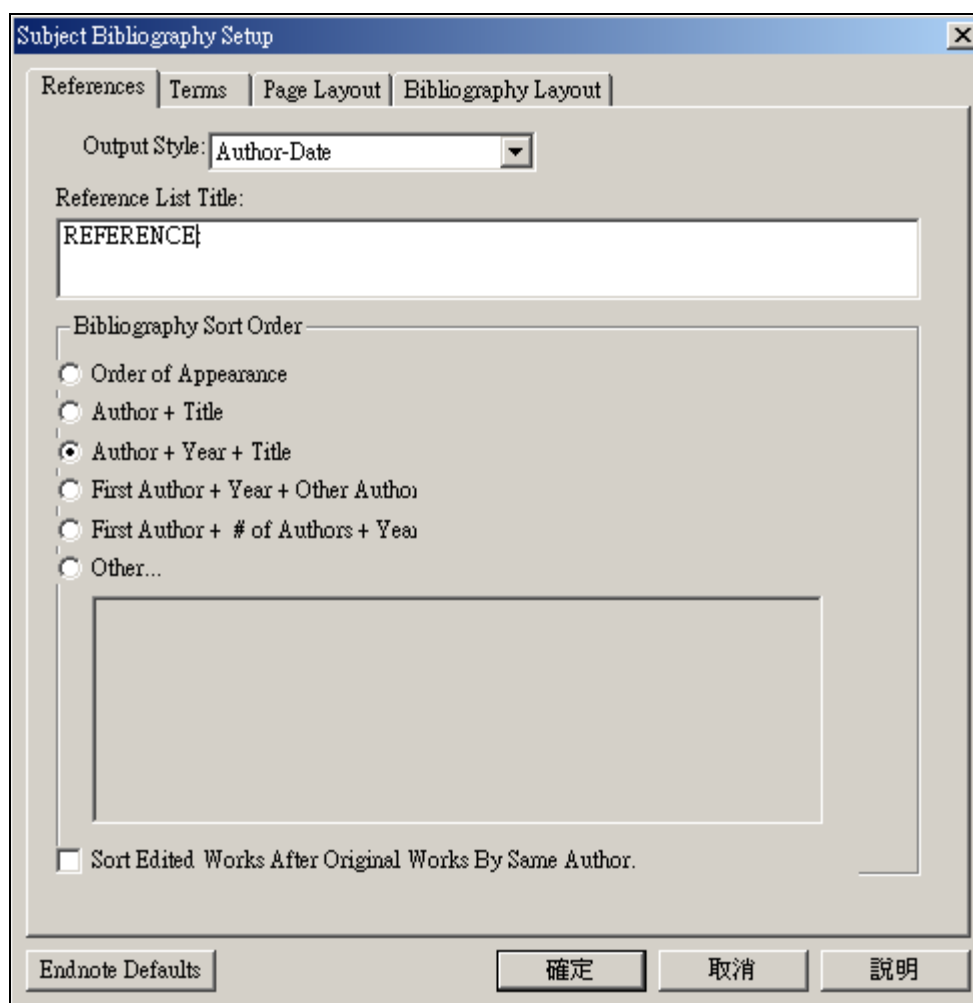 Subject Bibliography Setup
References Terms Page Layout Bibliography Layout
Output Style: Author-Date
Reference List Title:
REFERENCE
Bibliography Sort Order
Order of Appearance
Author + Title
Author + Year + Title
First Author + Year + Other Author
First Author + # of Authors + Year
Other...
Sort Edited Works After Original Works By Same Author.
Endnote Defaults 確定 取消 說明